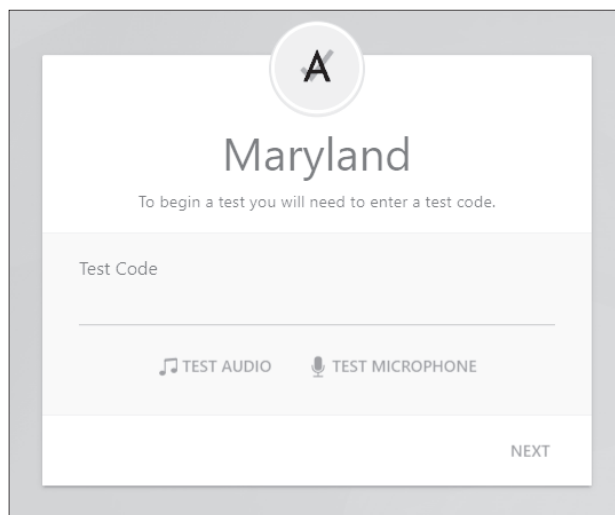 A
Maryland
To begin a test you will need to enter a test code.
Test Code
TEST AUDIO TEST MICROPHONE
NEXT